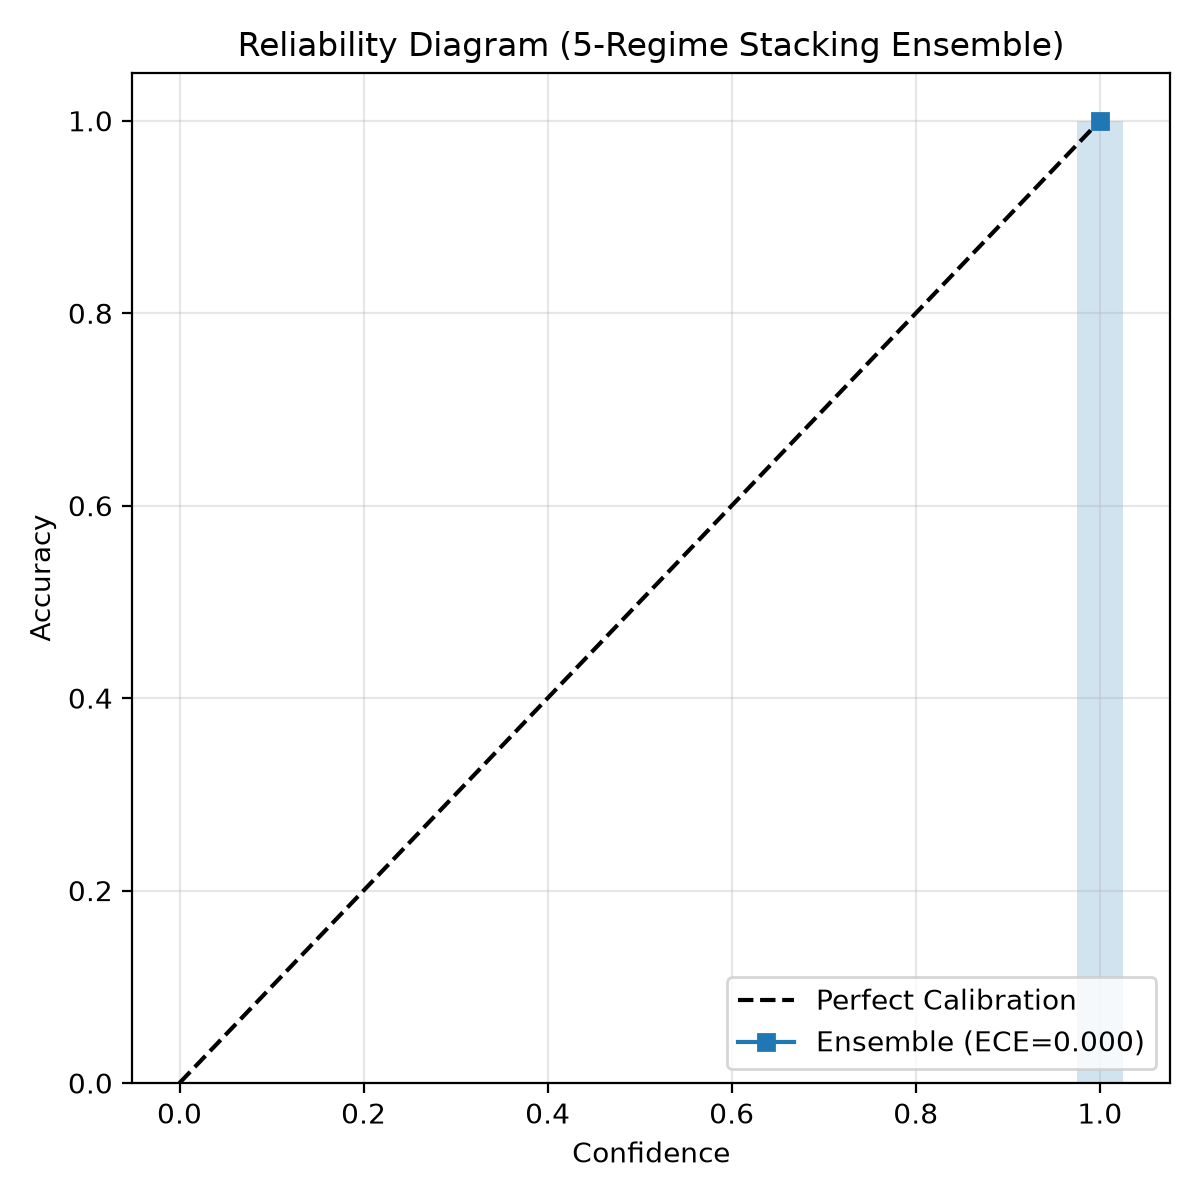 Reliability Diagram (5-Regime Stacking Ensemble)
1.0
0.8
0.6
0.4
0.2
0.0
Accuracy
Perfect Calibration
Ensemble (ECE=0.000)
0.0 0.2 0.4 0.6 0.8 1.0
Confidence